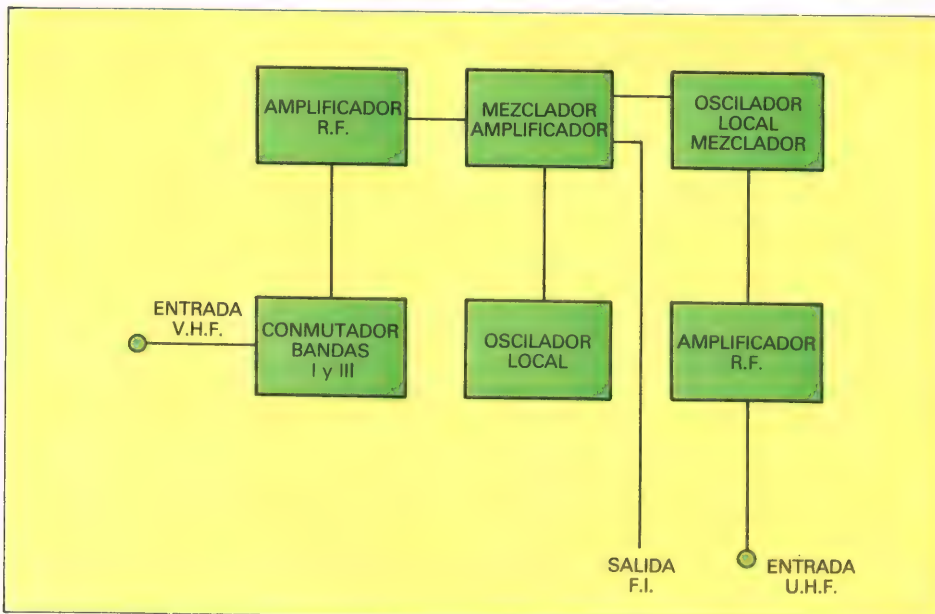 AMPLIFICADOR
R.F.
MEZCLADOR
AMPLIFICADOR
OSCILADOR
LOCAL
MEZCLADOR
ENTRADA
V.H.F.
CONMUTADOR
BANDAS
I y III
OSCILADOR
LOCAL
AMPLIFICADOR
R.F.
SALIDA
F.I.
ENTRADA
U.H.F.